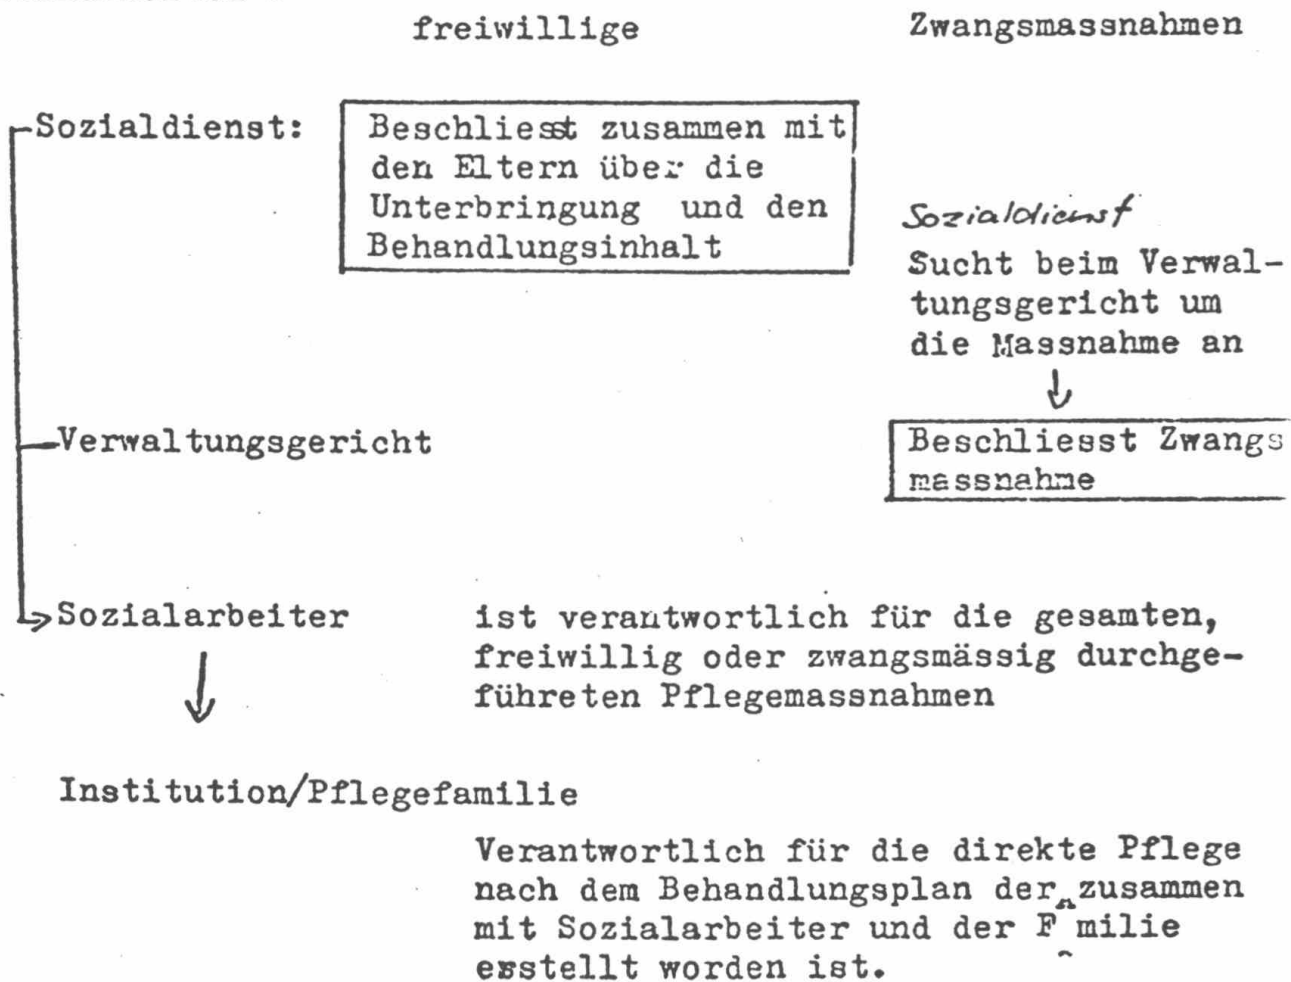 freiwillige Zwangsmassnahmen
Sozialdienst:
Beschliesst zusammen mit
den Eltern über die
Unterbringung und den
Behandlungsinhalt
Sozialdienst
Sucht beim Verwal-
tungsgericht um
die Massnahme an
Verwaltungsgericht
Beschliesst Zwangs
massnahme
Sozialarbeiter
ist verantwortlich für die gesamten,
freiwillig oder zwangsmässig durchge-
führeten Pflegemassnahmen
Institution/Pflegefamilie
Verantwortlich für die direkte Pflege
nach dem Behandlungsplan der zusammen
mit Sozialarbeiter und der F milie
erstellt worden ist.